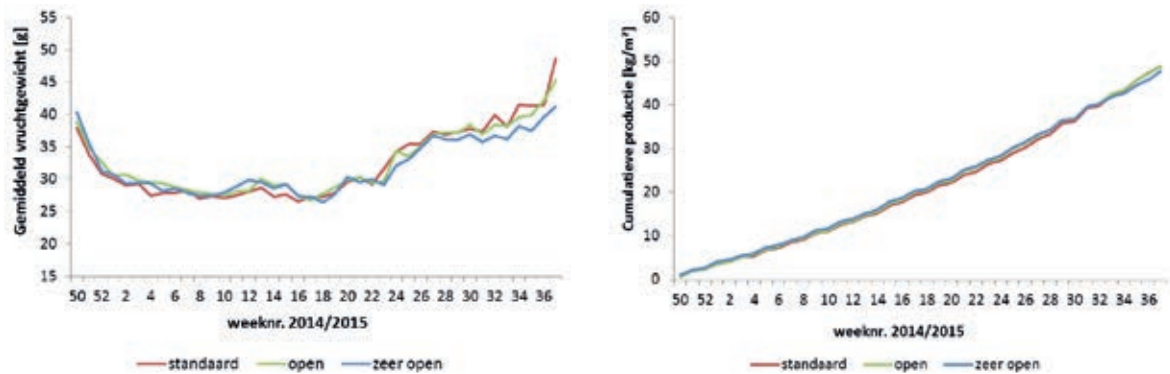 Gemiddeld vruchtgewicht [g]
55
50
45
40
35
30
25
20
15
50 52 2 4 6 8 10 12 14 16 18 20 22 24 26 28 30 32 34 36
weeknr. 2014/2015
standaard open zeer open
Cumulatieve productie [kg/m²]
60
50
40
30
20
10
0
50 52 2 4 6 8 10 12 14 16 18 20 22 24 26 28 30 32 34 36
weeknr. 2014/2015
standaard open zeer open